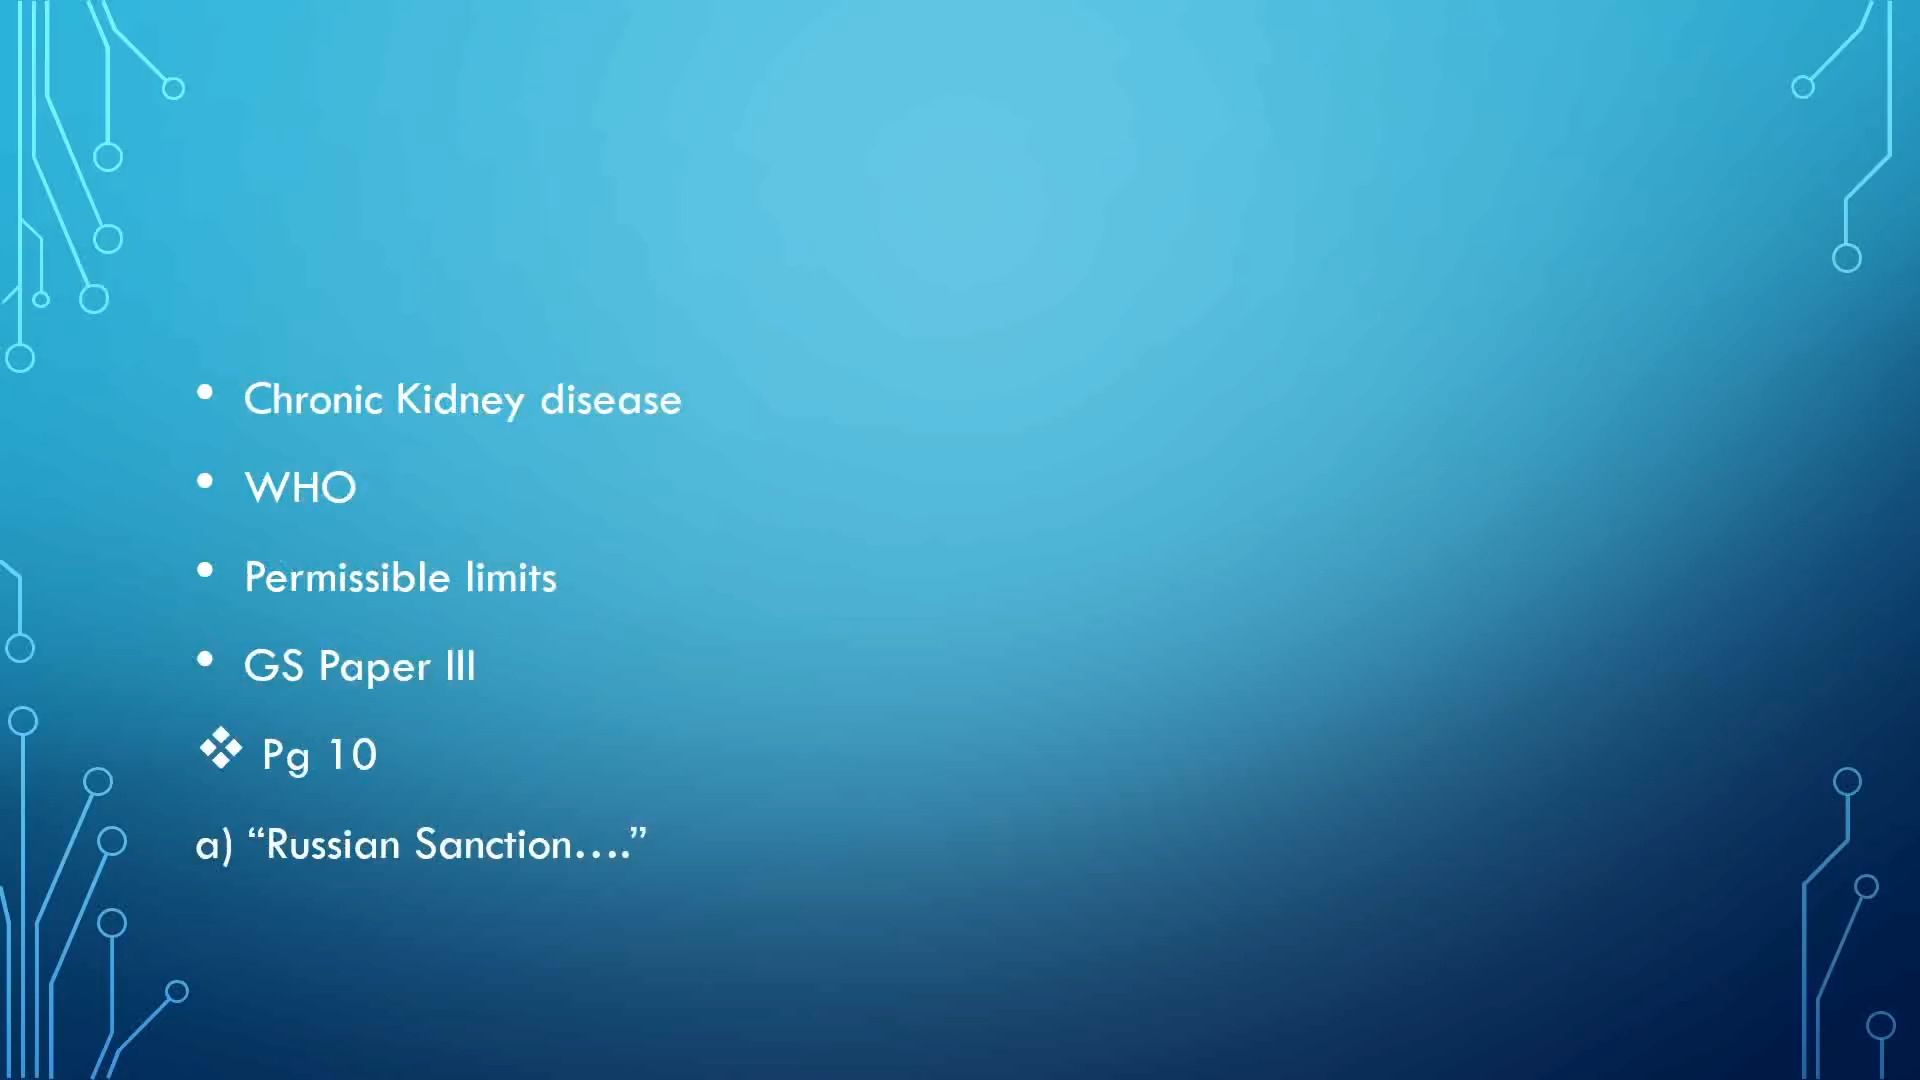 • Chronic Kidney disease
• WHO
• Permissible limits
• GS Paper III
❖ Pg 10
a) “Russian Sanction....”